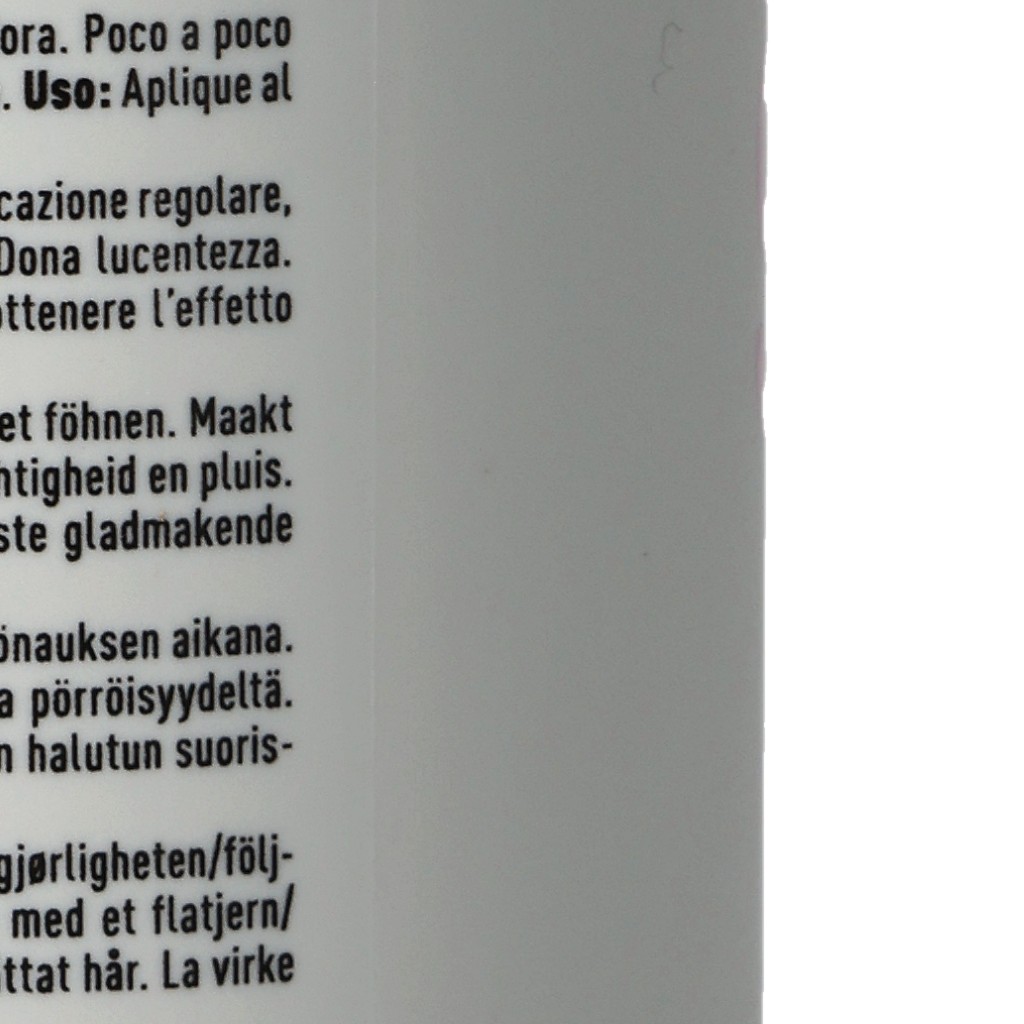 ora. Poco a poco
. Uso: Aplique al
cazione regolare,
Dona lucentezza.
ottenere l'effetto
et föhnen. Maakt
htigheid en pluis.
ste gladmakende
önauksen aikana.
a pörröisyydeltä.
n halutun suoris-
gjørligheten/följ-
med et flatjern/
ttat hår. La virke